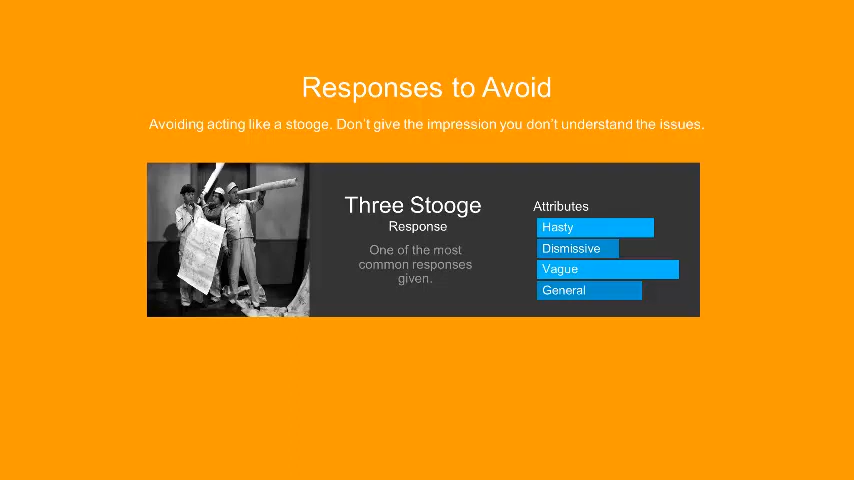 Responses to Avoid
Avoiding acting like a stooge. Don't give the impression you don't understand the issues.
Three Stooge
Response
One of the most
common responses
given.
Attributes
Hasty
Dismissive
Vague
General